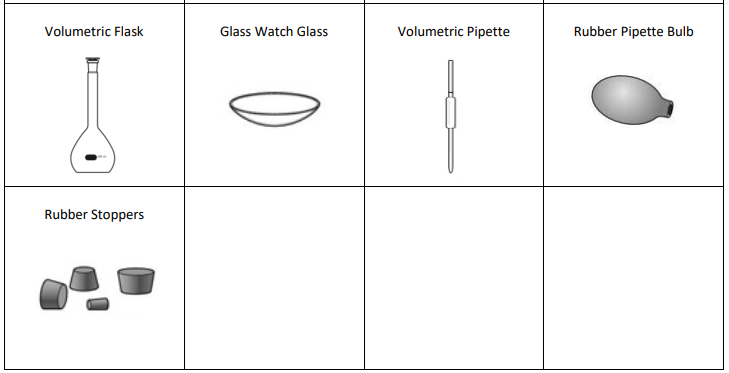 Volumetric Flask
Glass Watch Glass
Volumetric Pipette
Rubber Pipette Bulb
Rubber Stoppers